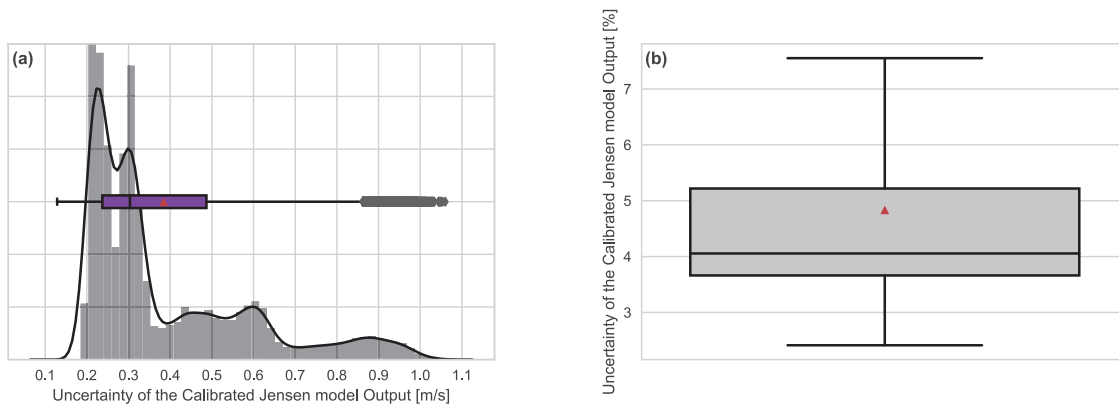 (a)
0.1 0.2 0.3 0.4 0.5 0.6 0.7 0.8 0.9 1.0 1.1
Uncertainty of the Calibrated Jensen model Output [m/s]
Uncertainty of the Calibrated Jensen model Output [%]
(b)
7
6
5
4
3